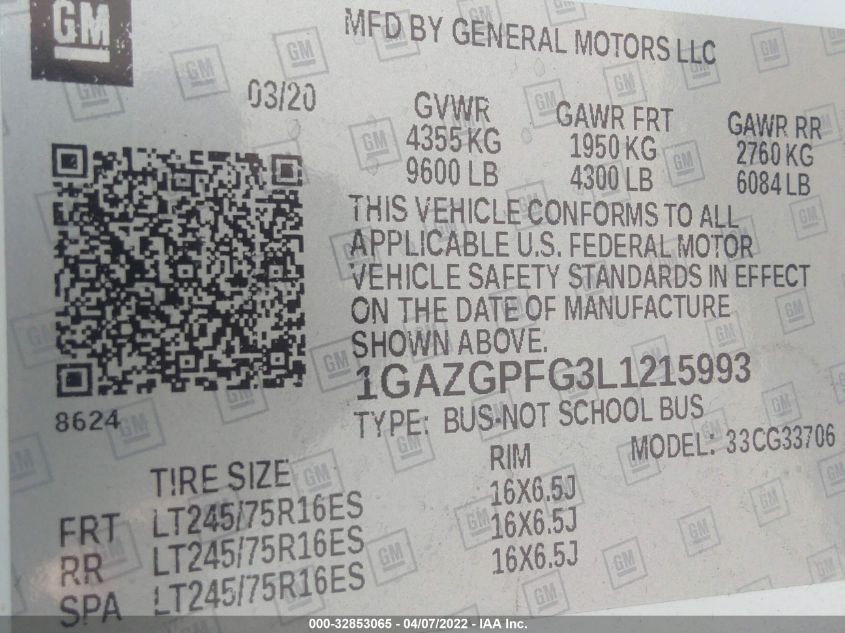 GM
MFD BY GENERAL MOTORS LLC
03/20
GVWR GAWR FRT GAWR RR
4355 KG 1950 KG 2760 KG
9600 LB 4300 LB 6084 LB
THIS VEHICLE CONFORMS TO ALL
APPLICABLE U.S. FEDERAL MOTOR
VEHICLE SAFETY STANDARDS IN EFFECT
ON THE DATE OF MANUFACTURE
SHOWN ABOVE.
1GAZGPFG3L1215993
8624
TYPE: BUS-NOT SCHOOL BUS
MODEL: 33CG33706
TIRE SIZE RIM
FRT LT245/75R16ES 16X6.5J
RR LT245/75R16ES 16X6.5J
SPA LT245/75R16ES 16X6.5J
000-32853065 - 04/07/2022 - IAA Inc.